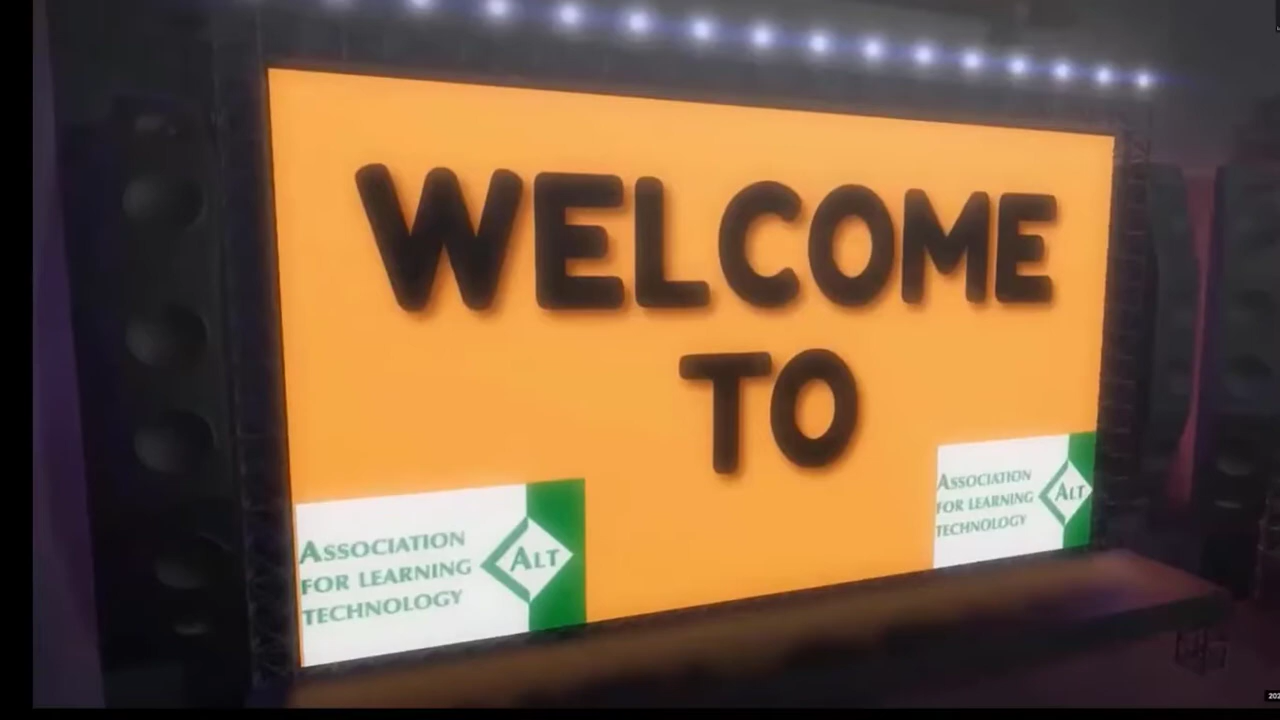 WELCOME
TO
ASSOCIATION
FOR LEARNING
TECHNOLOGY
ALT
ASSOCIATION
FOR LEARNING
TECHNOLOGY
ALT